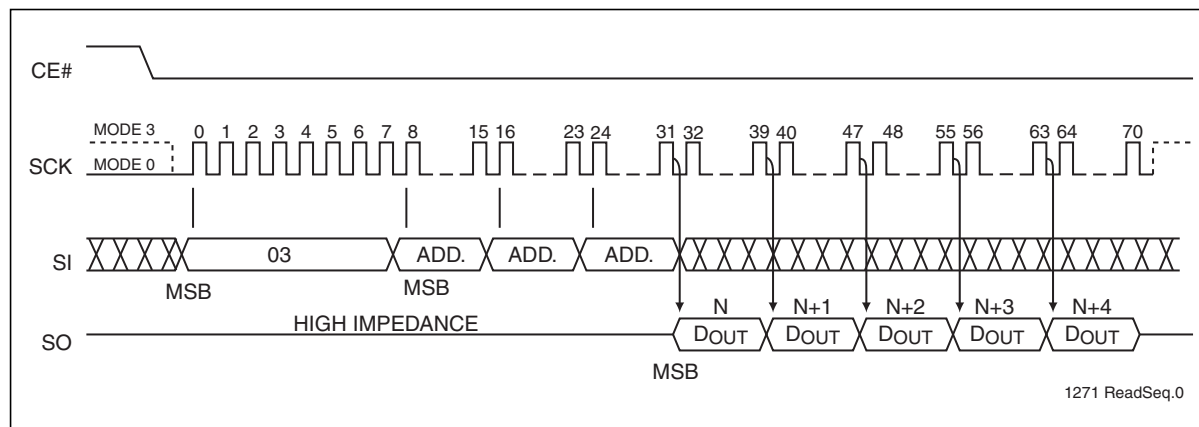 CE#
MODE 3
0 1 2 3 4 5 6 7 8 15 16 23 24 31 32 39 40 47 48 55 56 63 64 70
SCK
MODE 0
SI
03
ADD.
ADD.
ADD.
MSB
MSB
N
N+1
N+2
N+3
N+4
HIGH IMPEDANCE
SO
DOUT
DOUT
DOUT
DOUT
DOUT
MSB
1271 ReadSeq.0